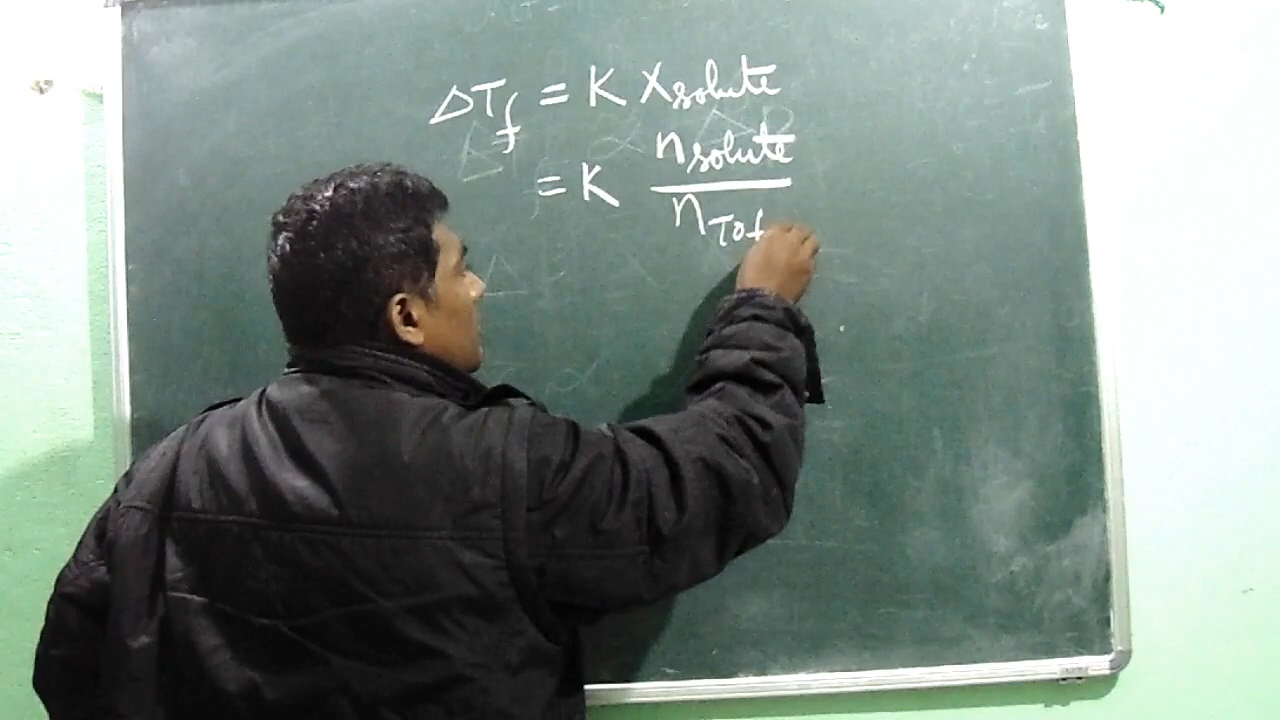 ΔTf = K Xsolute
= K nsolute / nTot